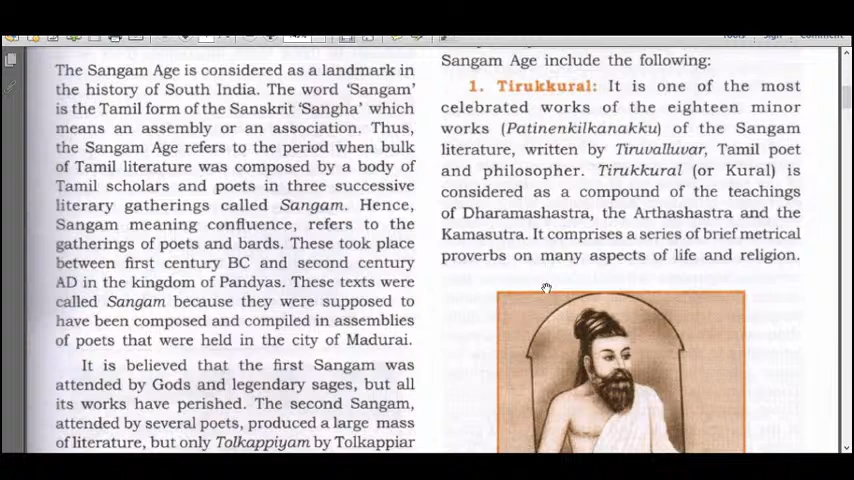 The Sangam Age is considered as a landmark in
the history of South India. The word 'Sangam'
is the Tamil form of the Sanskrit 'Sangha' which
means an assembly or an association. Thus,
the Sangam Age refers to the period when bulk
of Tamil literature was composed by a body of
Tamil scholars and poets in three successive
literary gatherings called Sangam. Hence,
Sangam meaning confluence, refers to the
gatherings of poets and bards. These took place
between first century BC and second century
AD in the kingdom of Pandyas. These texts were
called Sangam because they were supposed to
have been composed and compiled in assemblies
of poets that were held in the city of Madurai.
It is believed that the first Sangam was
attended by Gods and legendary sages, but all
its works have perished. The second Sangam,
attended by several poets, produced a large mass
of literature, but only Tolkappiyam by Tolkappiar
Sangam Age include the following:
1. Tirukkural: It is one of the most
celebrated works of the eighteen minor
works (Patinenkilkanakku) of the Sangam
literature, written by Tiruvalluvar, Tamil poet
and philosopher. Tirukkural (or Kural) is
considered as a compound of the teachings
of Dharamashastra, the Arthashastra and the
Kamasutra. It comprises a series of brief metrical
proverbs on many aspects of life and religion.